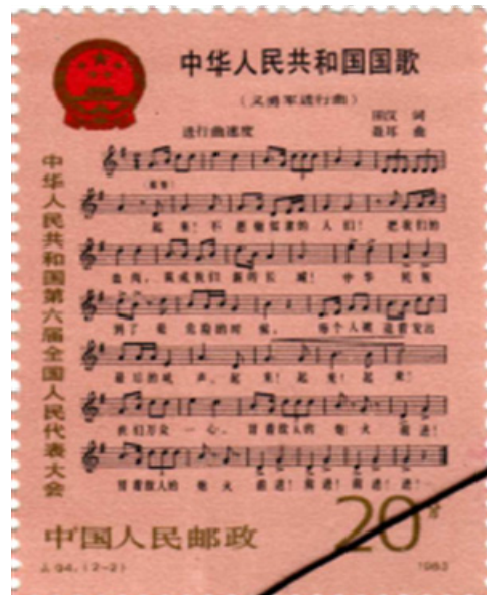 中华人民共和国国歌
(义勇军进行曲)
田汉 词
进行曲速度 聂耳 曲
中华人民共和国第六届全国人民代表大会
起来! 不愿做奴隶的人们! 把我们的
血肉, 筑成我们新的长城! 中华民族
到了最危险的时候, 每个人被迫着发出
最后的吼声。起来! 起来! 起来!
我们万众一心, 冒着敌人的炮火前进!
冒着敌人的炮火前进! 前进! 前进! 进!
中国人民邮政
20分
J.94.(2-2) 1983